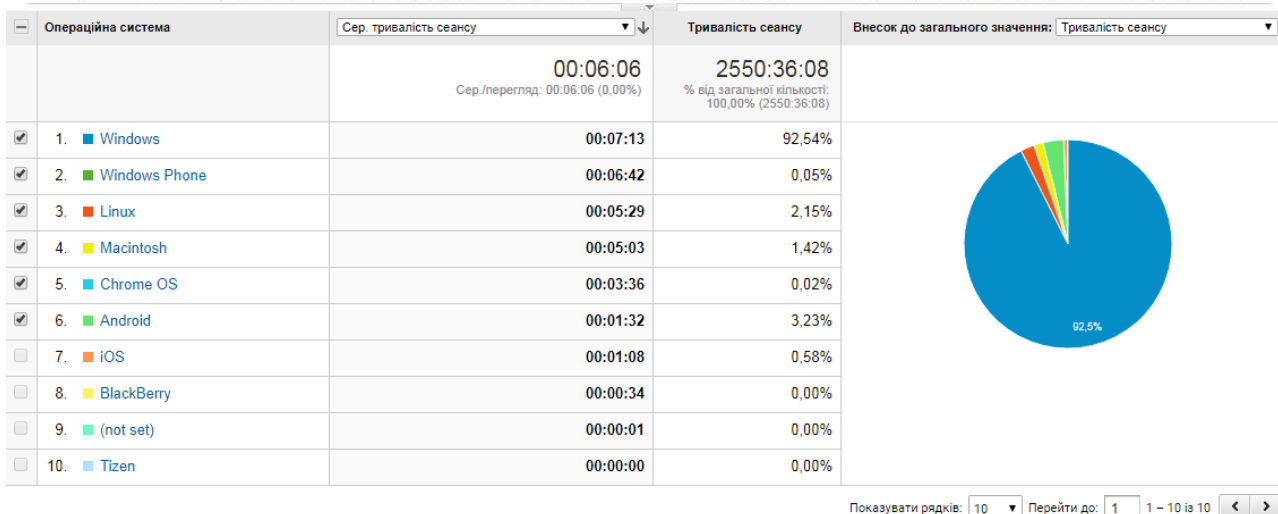 Операційна система Сер. тривалість сеансу Тривалість сеансу Внесок до загального значення: Тривалість сеансу
00:06:06 2550:36:08
Сер./перегляд: 00:06:06 (0,00%) % від загальної кількості:
100,00% (2550:36:08)
1. Windows 00:07:13 92,54%
2. Windows Phone 00:06:42 0,05%
3. Linux 00:05:29 2,15%
4. Macintosh 00:05:03 1,42%
5. Chrome OS 00:03:36 0,02%
6. Android 00:01:32 3,23%
92,5%
7. iOS 00:01:08 0,58%
8. BlackBerry 00:00:34 0,00%
9. (not set) 00:00:01 0,00%
10. Tizen 00:00:00 0,00%
Показувати рядків: 10 Перейти до: 1 1 – 10 із 10